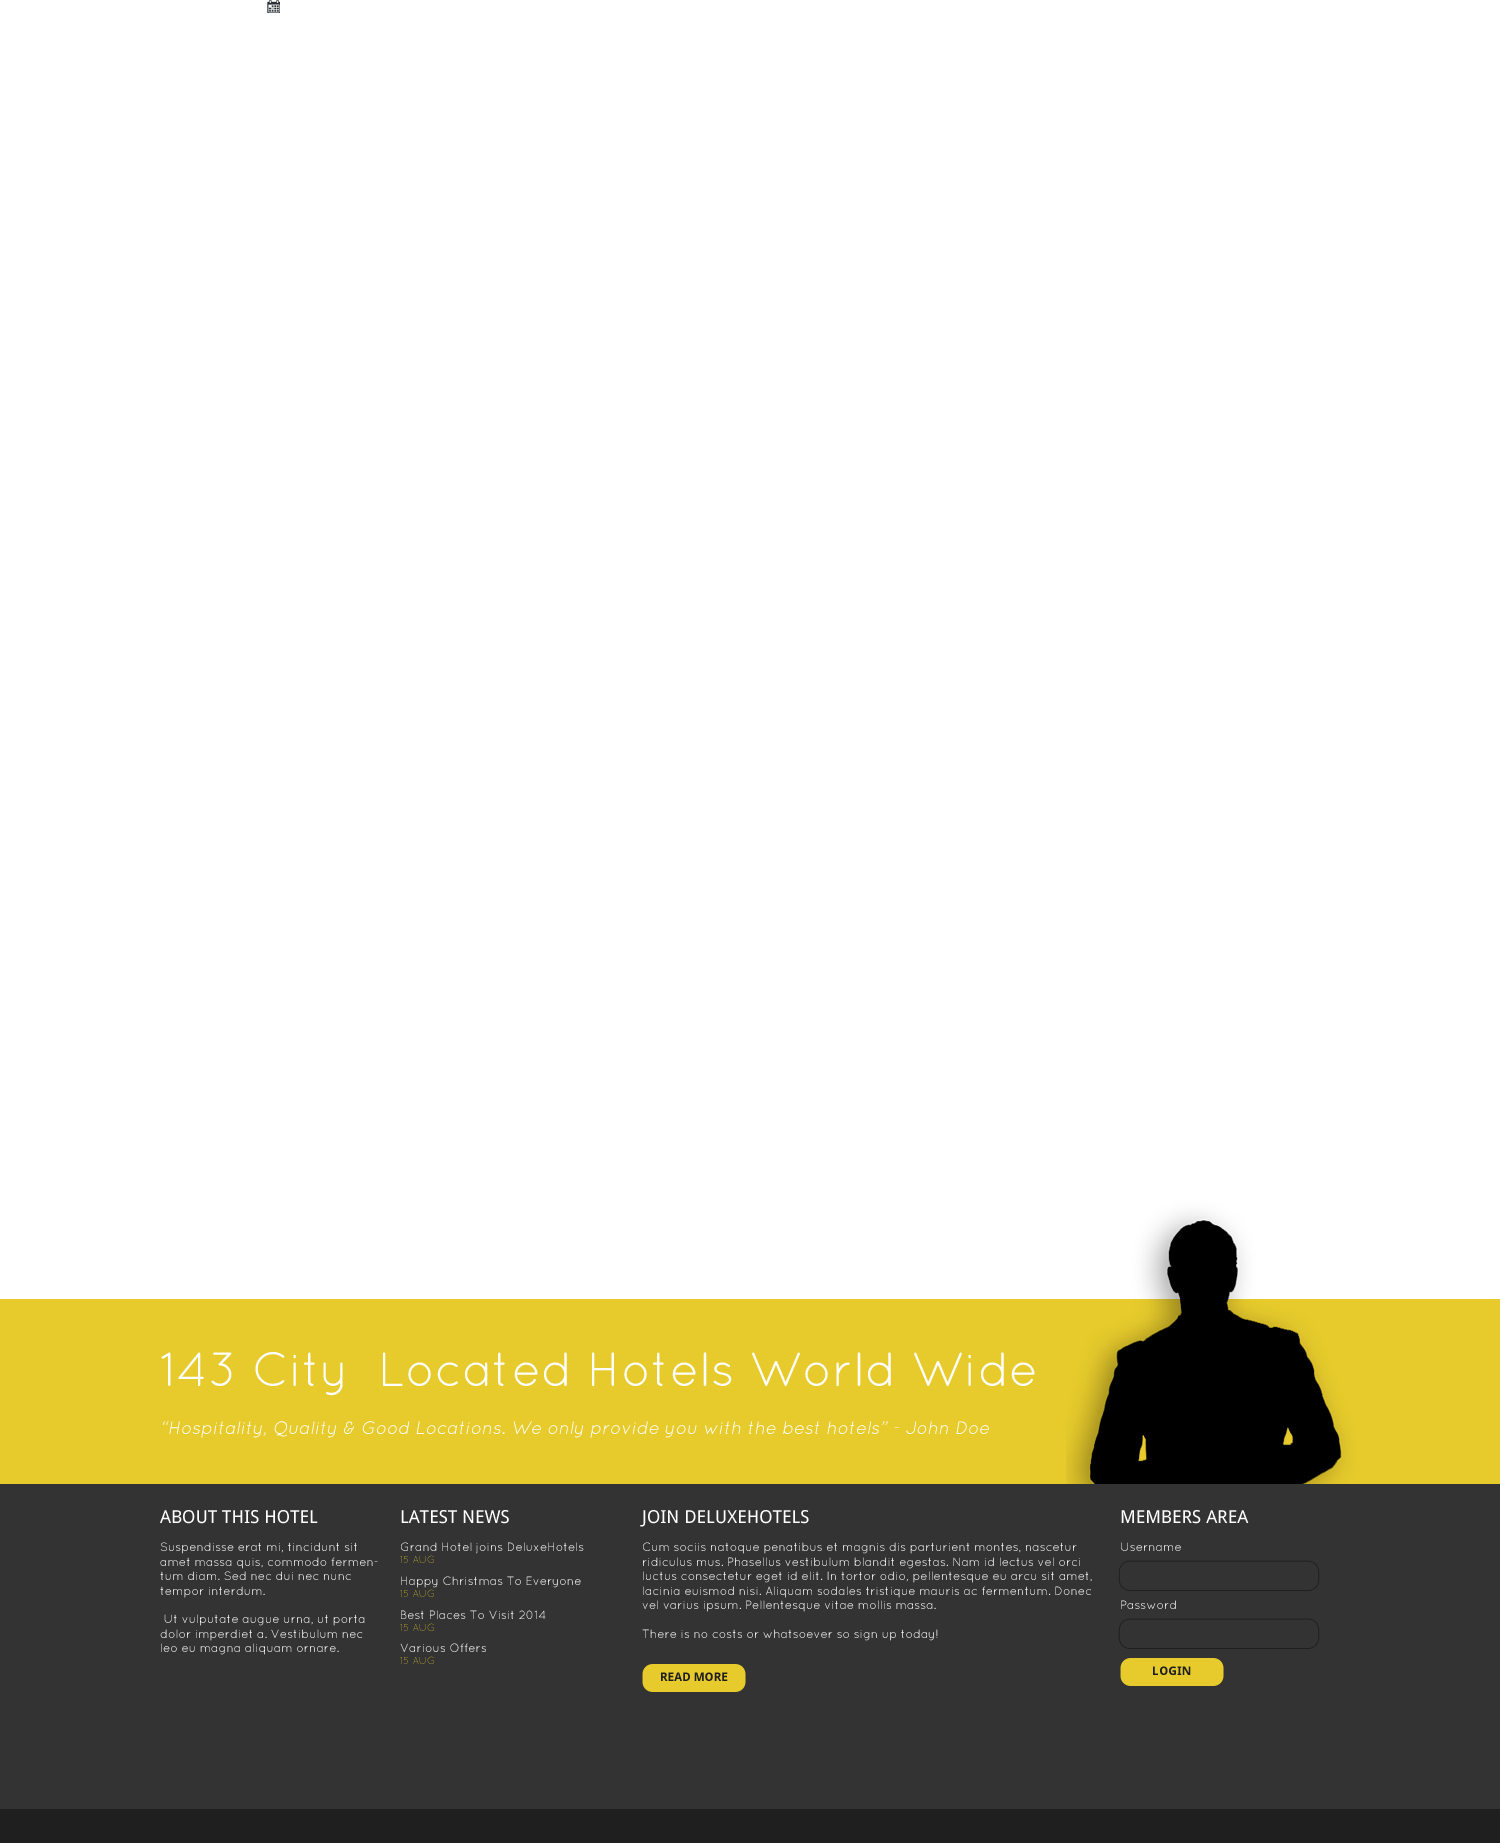 143 City  Located Hotels World Wide
"Hospitality, Quality & Good Locations. We only provide you with the best hotels" - John Doe
ABOUT THIS HOTEL
Suspendisse erat mi, tincidunt sit
amet massa quis, commodo fermen-
tum diam. Sed nec dui nec nunc
tempor interdum.
Ut vulputate augue urna, ut porta
dolor imperdiet a. Vestibulum nec
leo eu magna aliquam ornare.
LATEST NEWS
Grand Hotel joins DeluxeHotels
15 AUG
Happy Christmas To Everyone
15 AUG
Best Places To Visit 2014
15 AUG
Various Offers
15 AUG
JOIN DELUXEHOTELS
Cum sociis natoque penatibus et magnis dis parturient montes, nascetur
ridiculus mus. Phasellus vestibulum blandit egestas. Nam id lectus vel orci
luctus consectetur eget id elit. In tortor odio, pellentesque eu arcu sit amet,
lacinia euismod nisi. Aliquam sodales tristique mauris ac fermentum. Donec
vel varius ipsum. Pellentesque vitae mollis massa.
There is no costs or whatsoever so sign up today!
READ MORE
MEMBERS AREA
Username
Password
LOGIN